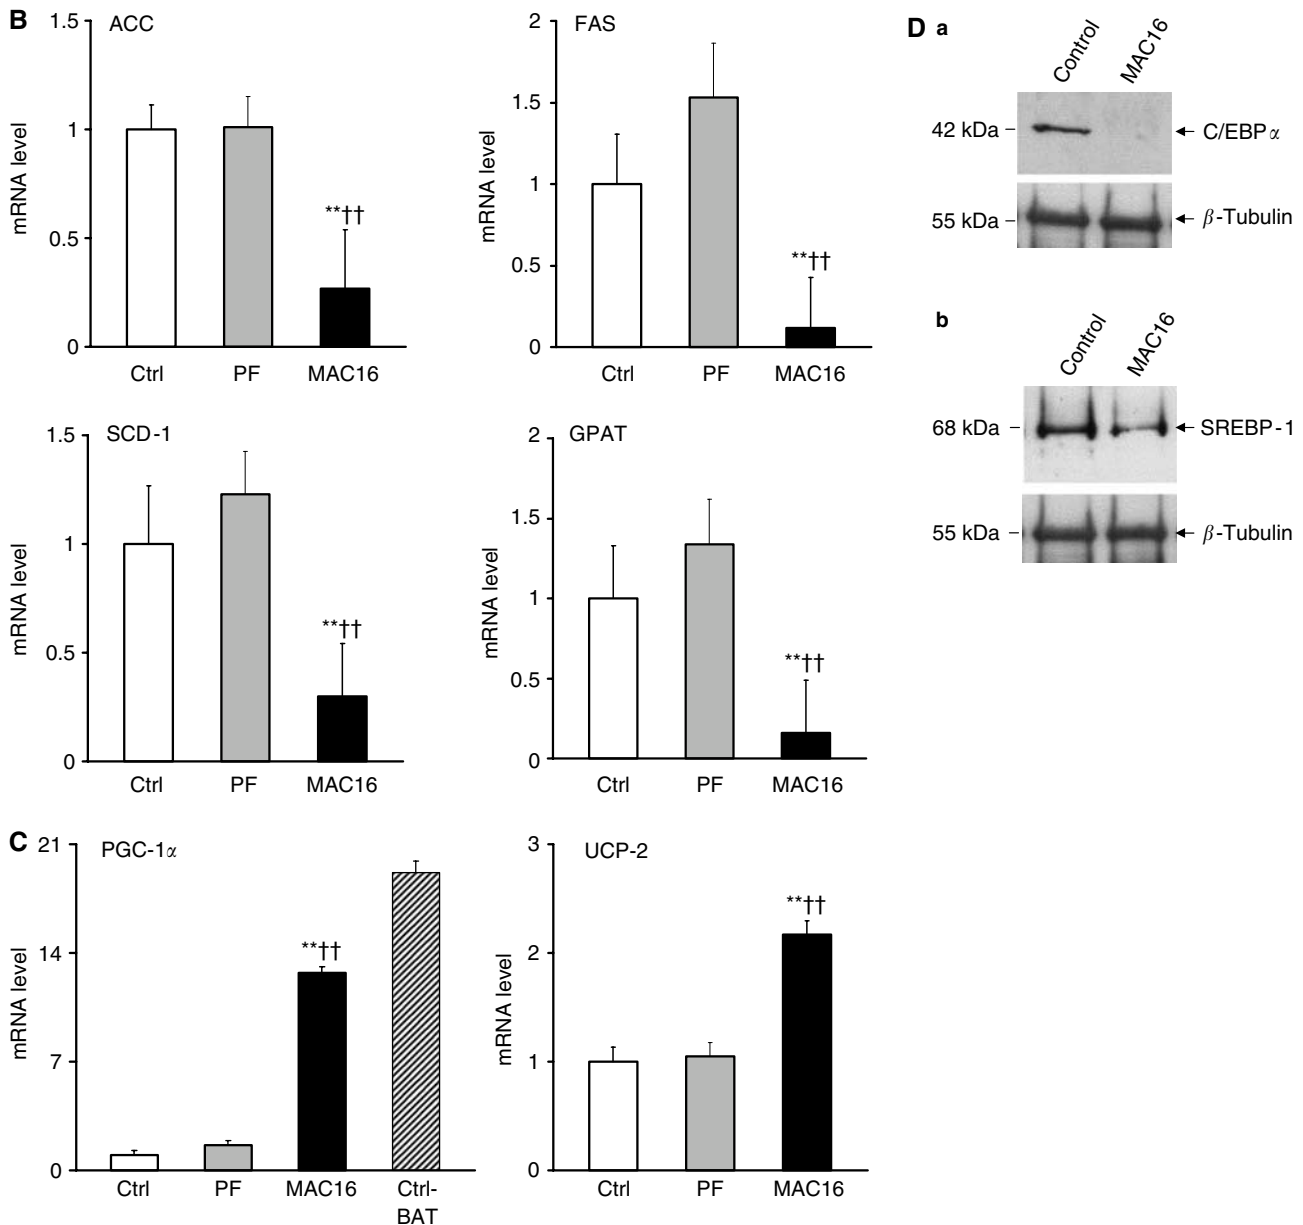 B
ACC
1.5
1
0.5
0
mRNA level
**††
Ctrl PF MAC16
FAS
2
1.5
1
0.5
0
mRNA level
**††
Ctrl PF MAC16
SCD-1
1.5
1
0.5
0
mRNA level
**††
Ctrl PF MAC16
GPAT
2
1.5
1
0.5
0
mRNA level
**††
Ctrl PF MAC16
C
PGC-1α
21
14
7
0
mRNA level
**††
Ctrl PF MAC16 Ctrl-
BAT
UCP-2
3
2
1
0
mRNA level
**††
Ctrl PF MAC16
D a
Control MAC16
42 kDa C/EBPα
55 kDa β-Tubulin
b
Control MAC16
68 kDa SREBP-1
55 kDa β-Tubulin